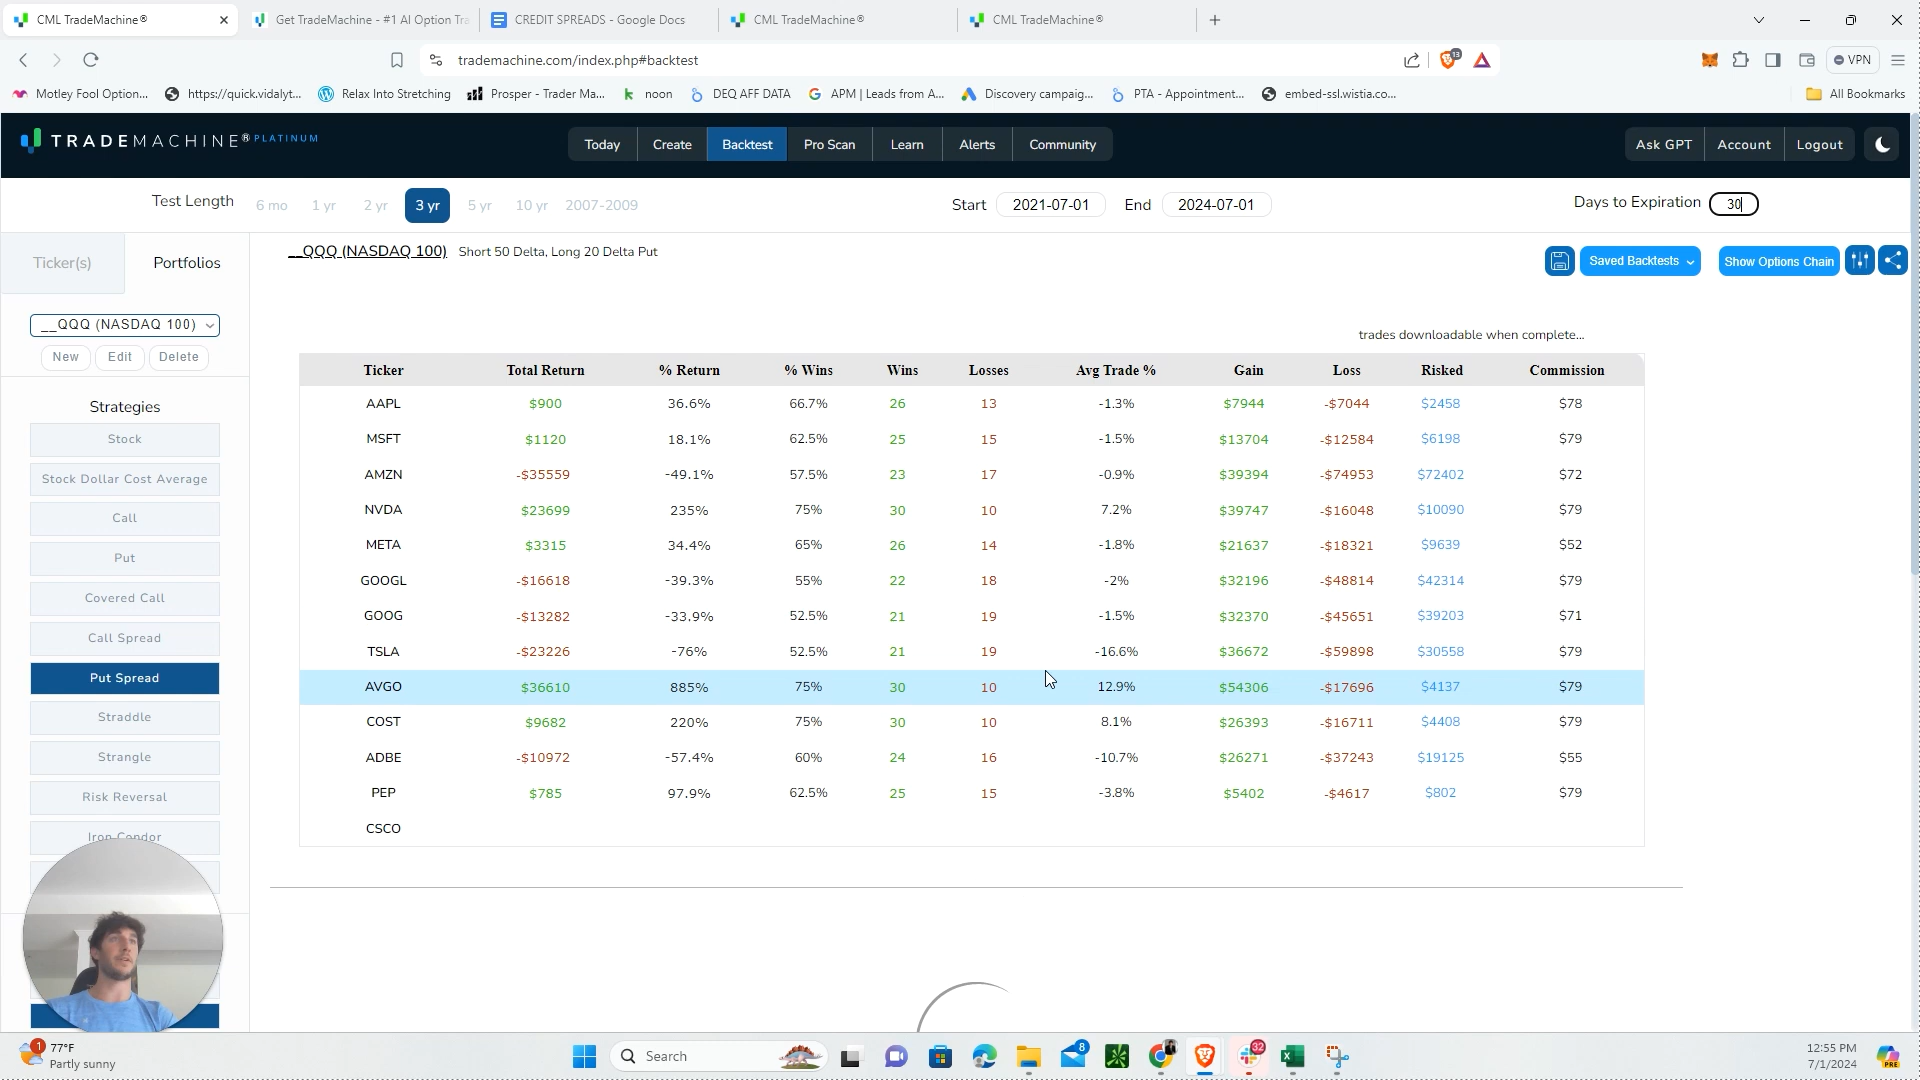 CML TradeMachine®
Get TradeMachine - #1 AI Option Tra
CREDIT SPREADS - Google Docs
CML TradeMachine®
CML TradeMachine®
trademachine.com/index.php#backtest
13
VPN
Motley Fool Option...
https://quick.vidalyt...
Relax Into Stretching
Prosper - Trader Ma...
noon
DEQ AFF DATA
APM | Leads from A...
Discovery campaig...
PTA - Appointment...
embed-ssl.wistia.co...
All Bookmarks
TRADEMACHINE® PLATINUM
Today
Create
Backtest
Pro Scan
Learn
Alerts
Community
Ask GPT
Account
Logout
Test Length
6 mo
1 yr
2 yr
3 yr
5 yr
10 yr
2007-2009
Start
2021-07-01
End
2024-07-01
Days to Expiration
30
Ticker(s)
Portfolios
__QQQ (NASDAQ 100)
New
Edit
Delete
Strategies
Stock
Stock Dollar Cost Average
Call
Put
Covered Call
Call Spread
Put Spread
Straddle
Strangle
Risk Reversal
Iron Condor
__QQQ (NASDAQ 100) Short 50 Delta, Long 20 Delta Put
Saved Backtests
Show Options Chain
trades downloadable when complete...
Ticker Total Return % Return % Wins Wins Losses Avg Trade % Gain Loss Risked Commission
AAPL $900 36.6% 66.7% 26 13 -1.3% $7944 -$7044 $2458 $78
MSFT $1120 18.1% 62.5% 25 15 -1.5% $13704 -$12584 $6198 $79
AMZN -$35559 -49.1% 57.5% 23 17 -0.9% $39394 -$74953 $72402 $72
NVDA $23699 235% 75% 30 10 7.2% $39747 -$16048 $10090 $79
META $3315 34.4% 65% 26 14 -1.8% $21637 -$18321 $9639 $52
GOOGL -$16618 -39.3% 55% 22 18 -2% $32196 -$48814 $42314 $79
GOOG -$13282 -33.9% 52.5% 21 19 -1.5% $32370 -$45651 $39203 $71
TSLA -$23226 -76% 52.5% 21 19 -16.6% $36672 -$59898 $30558 $79
AVGO $36610 885% 75% 30 10 12.9% $54306 -$17696 $4137 $79
COST $9682 220% 75% 30 10 8.1% $26393 -$16711 $4408 $79
ADBE -$10972 -57.4% 60% 24 16 -10.7% $26271 -$37243 $19125 $55
PEP $785 97.9% 62.5% 25 15 -3.8% $5402 -$4617 $802 $79
CSCO
1
77°F
Partly sunny
Search
8
32
12:55 PM
7/1/2024
PRE